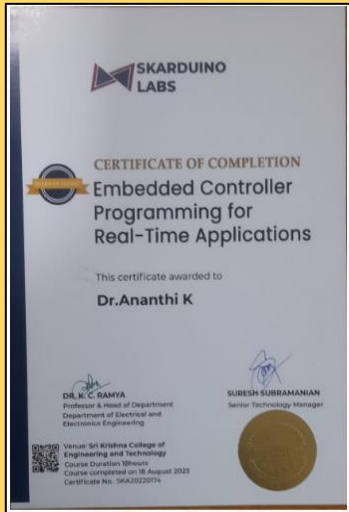 SKARDUINO
LABS
CERTIFICATE OF COMPLETION
Embedded Controller
Programming for
Real-Time Applications
This certificate awarded to
Dr.Ananthi K
DR. K. C. RAMYA
Professor & Head of Department
Department of Electrical and
Electronics Engineering
SURESH SUBRAMANIAN
Senior Technology Manager
Venue: Sri Krishna College of
Engineering and Technology
Course Duration 18hours
Course completed on 18 August 2023
Certificate No. SKA20220174